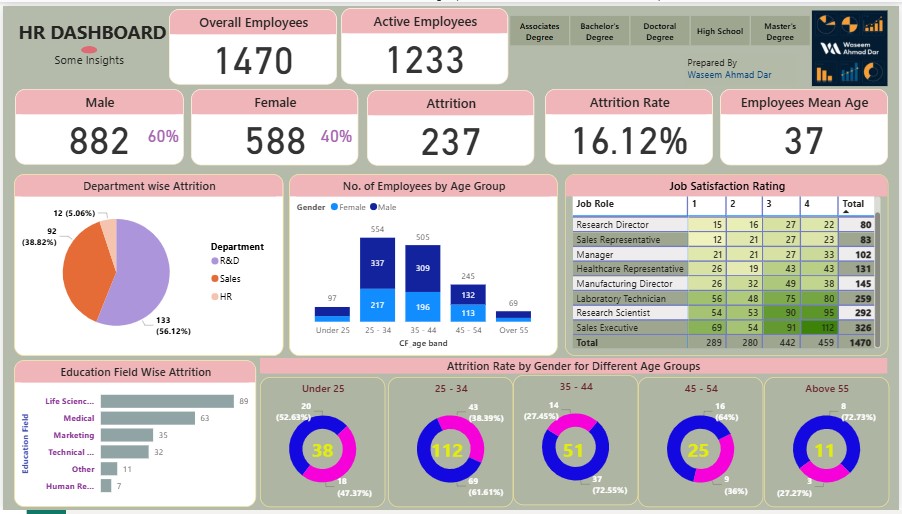 HR DASHBOARD
Some Insights
Overall Employees
1470
Active Employees
1233
Associates Degree
Bachelor's Degree
Doctoral Degree
High School
Master's Degree
Prepared By
Waseem Ahmad Dar
Waseem
Ahmad Dar
Male
882 60%
Female
588 40%
Attrition
237
Attrition Rate
16.12%
Employees Mean Age
37
Department wise Attrition
12 (5.06%)
92
(38.82%)
133
(56.12%)
Department
R&D
Sales
HR
No. of Employees by Age Group
Gender Female Male
97
554
337
217
505
309
196
245
132
113
69
Under 25 25 - 34 35 - 44 45 - 54 Over 55
CF_age band
Job Satisfaction Rating
Job Role 1 2 3 4 Total
Research Director 15 16 27 22 80
Sales Representative 12 21 27 23 83
Manager 21 21 27 33 102
Healthcare Representative 26 19 43 43 131
Manufacturing Director 26 32 49 38 145
Laboratory Technician 56 48 75 80 259
Research Scientist 54 53 90 95 292
Sales Executive 69 54 91 112 326
Total 289 280 442 459 1470
Education Field Wise Attrition
Education Field
Life Scienc... 89
Medical 63
Marketing 35
Technical ... 32
Other 11
Human Re... 7
Attrition Rate by Gender for Different Age Groups
Under 25
20
(52.63%)
38
18
(47.37%)
25 - 34
43
(38.39%)
112
69
(61.61%)
35 - 44
14
(27.45%)
51
37
(72.55%)
45 - 54
16
(64%)
25
9
(36%)
Above 55
8
(72.73%)
11
3
(27.27%)